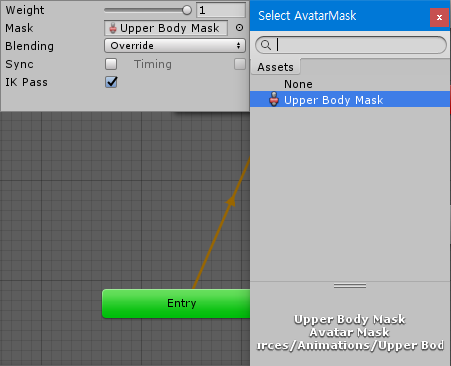 Weight 1
Mask Upper Body Mask
Blending Override
Sync Timing
IK Pass
Entry
Select AvatarMask
x
Assets
None
Upper Body Mask
Upper Body Mask
Avatar Mask
urces/Animations/Upper Bod